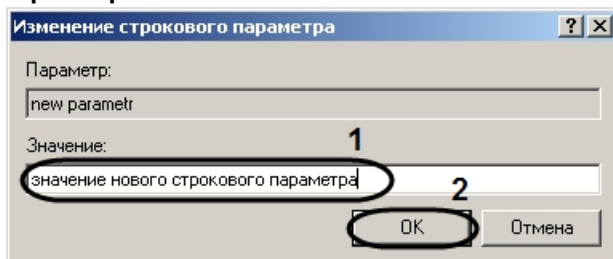 Изменение строкового параметра
Параметр:
new parametr
Значение:
1
значение нового строкового параметра
2
OK
Отмена